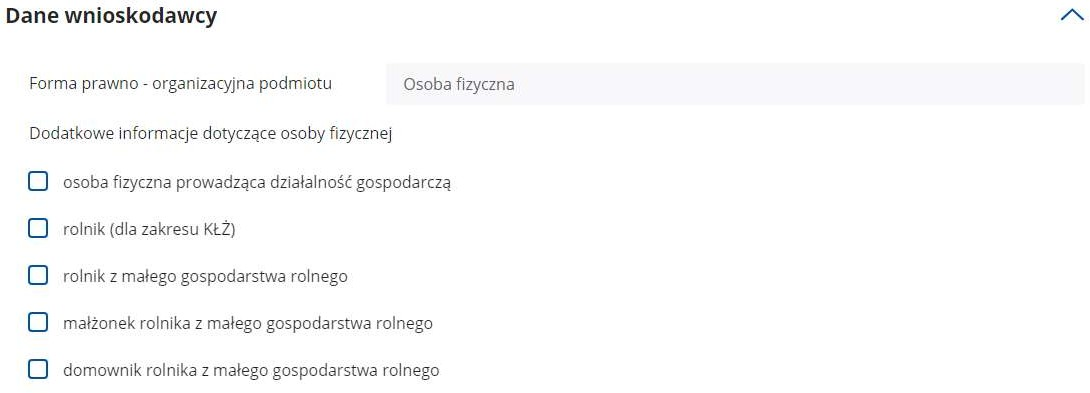 Dane wnioskodawcy
Forma prawno - organizacyjna podmiotu
Osoba fizyczna
Dodatkowe informacje dotyczące osoby fizycznej
osoba fizyczna prowadząca działalność gospodarczą
rolnik (dla zakresu KŁŻ)
rolnik z małego gospodarstwa rolnego
małżonek rolnika z małego gospodarstwa rolnego
domownik rolnika z małego gospodarstwa rolnego